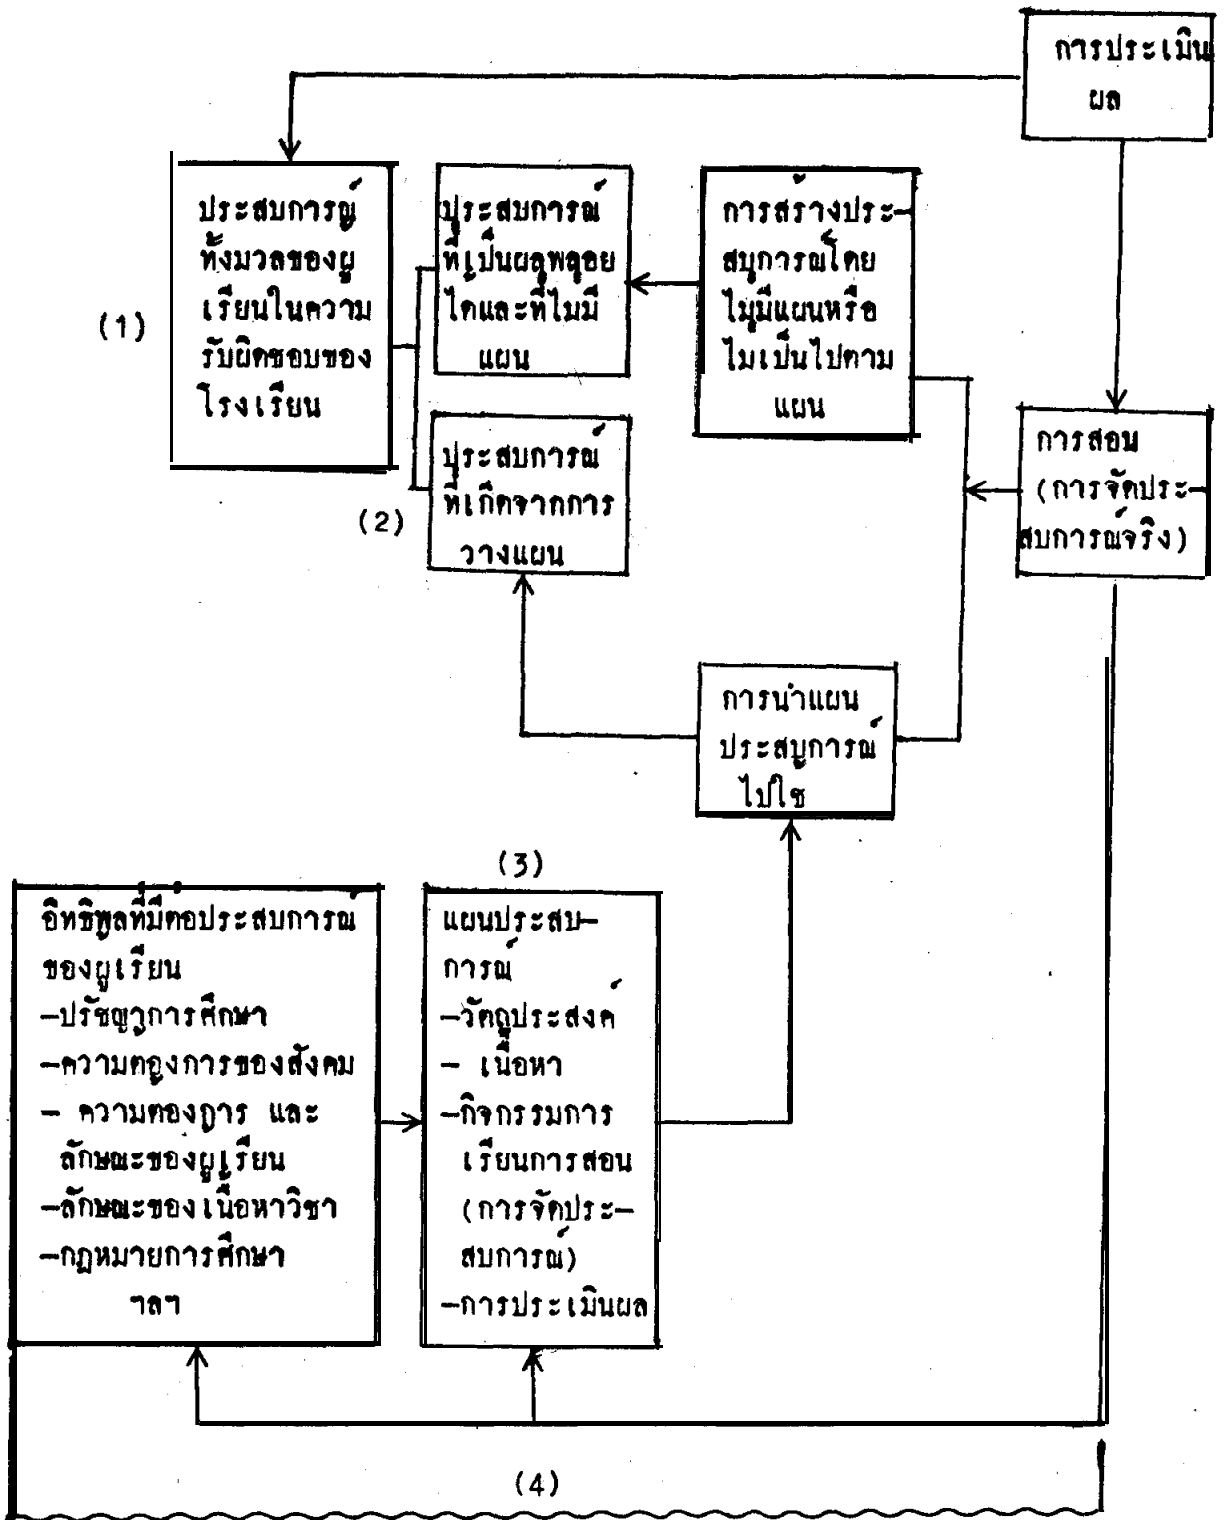 การประเมิน
ผล
ประสบการณ์
ทั้งมวลของผู้
เรียนในความ
รับผิดชอบของ
โรงเรียน
(1)
ประสบการณ์
ที่เป็นผลพลอย
ได้และที่ไม่มี
แผน
การสร้างประ-
สบการณ์โดย
ไม่มีแผนหรือ
ไม่เป็นไปตาม
แผน
(2)
ประสบการณ์
ที่เกิดจากการ
วางแผน
การสอน
(การจัดประ-
สบการณ์จริง)
การนำแผน
ประสบการณ์
ไปใช้
อิทธิพลที่มีต่อประสบการณ์
ของผู้เรียน
-ปรัชญาการศึกษา
-ความต้องการของสังคม
- ความต้องการ และ
ลักษณะของผู้เรียน
-ลักษณะของเนื้อหาวิชา
-กฎหมายการศึกษา
ฯลฯ
(3)
แผนประสบ-
การณ์
-วัตถุประสงค์
- เนื้อหา
-กิจกรรมการ
เรียนการสอน
(การจัดประ-
สบการณ์)
-การประเมินผล
(4)